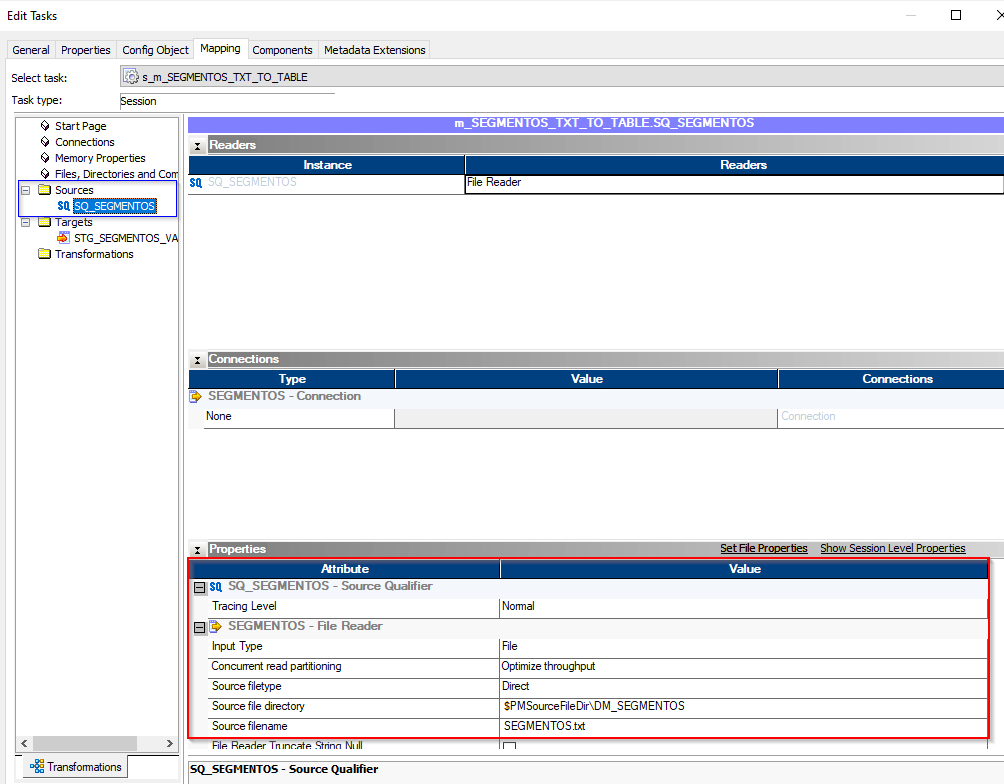 Edit Tasks
General Properties Config Object Mapping Components Metadata Extensions
Select task: s_m_SEGMENTOS_TXT_TO_TABLE
Task type: Session
Start Page
Connections
Memory Properties
Files, Directories and Com
Sources
SQ SQ_SEGMENTOS
Targets
STG_SEGMENTOS_VA
Transformations
Transformations
m_SEGMENTOS_TXT_TO_TABLE.SQ_SEGMENTOS
Readers
Instance Readers
SQ SQ_SEGMENTOS File Reader
Connections
Type Value Connections
SEGMENTOS - Connection
None Connection
Properties Set File Properties Show Session Level Properties
Attribute Value
SQ SQ_SEGMENTOS - Source Qualifier
Tracing Level Normal
SEGMENTOS - File Reader
Input Type File
Concurrent read partitioning Optimize throughput
Source filetype Direct
Source file directory $PMSourceFileDir\DM_SEGMENTOS
Source filename SEGMENTOS.txt
File Reader Truncate String Null
SQ_SEGMENTOS - Source Qualifier